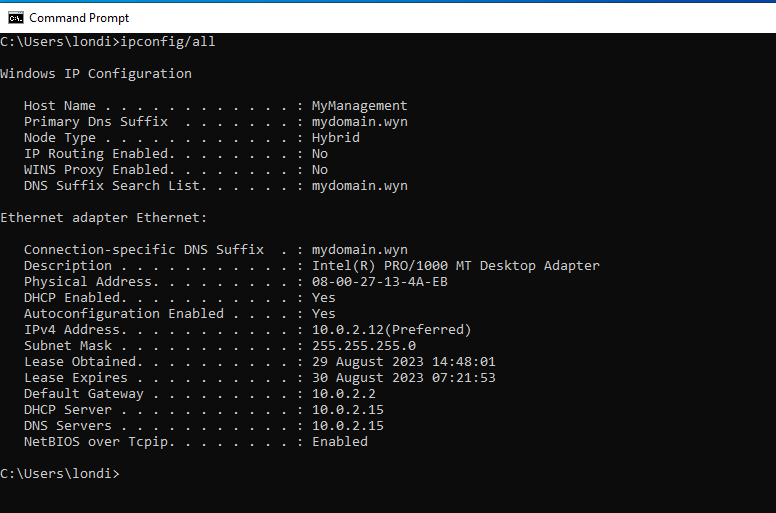 Command Prompt
C:\Users\londi>ipconfig/all
Windows IP Configuration
Host Name . . . . . . . . . . . . : MyManagement
Primary Dns Suffix  . . . . . . . : mydomain.wyn
Node Type . . . . . . . . . . . . : Hybrid
IP Routing Enabled. . . . . . . . : No
WINS Proxy Enabled. . . . . . . . : No
DNS Suffix Search List. . . . . . : mydomain.wyn
Ethernet adapter Ethernet:
Connection-specific DNS Suffix  . : mydomain.wyn
Description . . . . . . . . . . . : Intel(R) PRO/1000 MT Desktop Adapter
Physical Address. . . . . . . . . : 08-00-27-13-4A-EB
DHCP Enabled. . . . . . . . . . . : Yes
Autoconfiguration Enabled . . . . : Yes
IPv4 Address. . . . . . . . . . . : 10.0.2.12(Preferred)
Subnet Mask . . . . . . . . . . . : 255.255.255.0
Lease Obtained. . . . . . . . . . : 29 August 2023 14:48:01
Lease Expires . . . . . . . . . . : 30 August 2023 07:21:53
Default Gateway . . . . . . . . . : 10.0.2.2
DHCP Server . . . . . . . . . . . : 10.0.2.15
DNS Servers . . . . . . . . . . . : 10.0.2.15
NetBIOS over Tcpip. . . . . . . . : Enabled
C:\Users\londi>